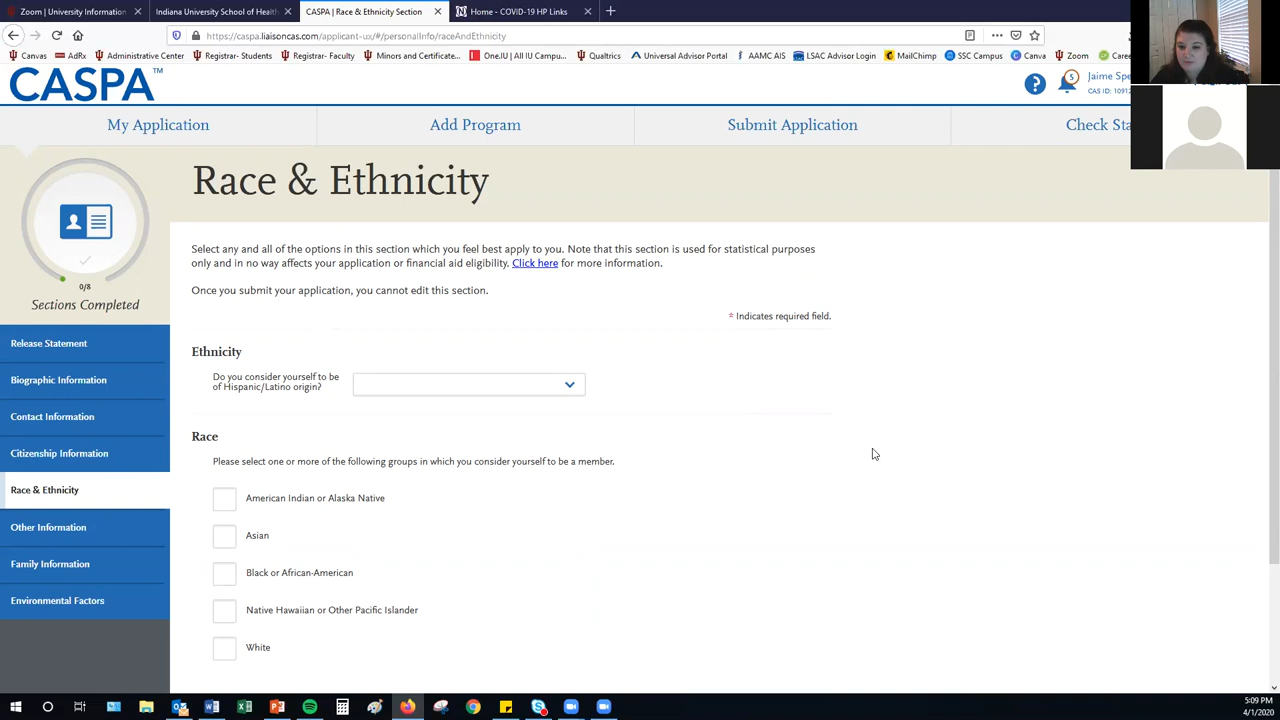 Zoom | University Information
Indiana University School of Health
CASPA | Race & Ethnicity Section
Home - COVID-19 HP Links
https://caspa.liaisoncas.com/applicant-ux/#/personalInfo/raceAndEthnicity
Canvas
AdRx
Administrative Center
Registrar- Students
Registrar- Faculty
Minors and Certificate...
One.IU | All IU Campu...
Qualtrics
Universal Advisor Portal
AAMC AIS
LSAC Advisor Login
MailChimp
SSC Campus
Canva
Zoom
Career
CASPA™
5
Jaime Spe
CAS ID: 10912
My Application
Add Program
Submit Application
Check Sta
Race & Ethnicity
0/8
Sections Completed
Release Statement
Biographic Information
Contact Information
Citizenship Information
Race & Ethnicity
Other Information
Family Information
Environmental Factors
Select any and all of the options in this section which you feel best apply to you. Note that this section is used for statistical purposes
only and in no way affects your application or financial aid eligibility. Click here for more information.
Once you submit your application, you cannot edit this section.
* Indicates required field.
Ethnicity
Do you consider yourself to be
of Hispanic/Latino origin?
Race
Please select one or more of the following groups in which you consider yourself to be a member.
American Indian or Alaska Native
Asian
Black or African-American
Native Hawaiian or Other Pacific Islander
White
5:09 PM
4/1/2020